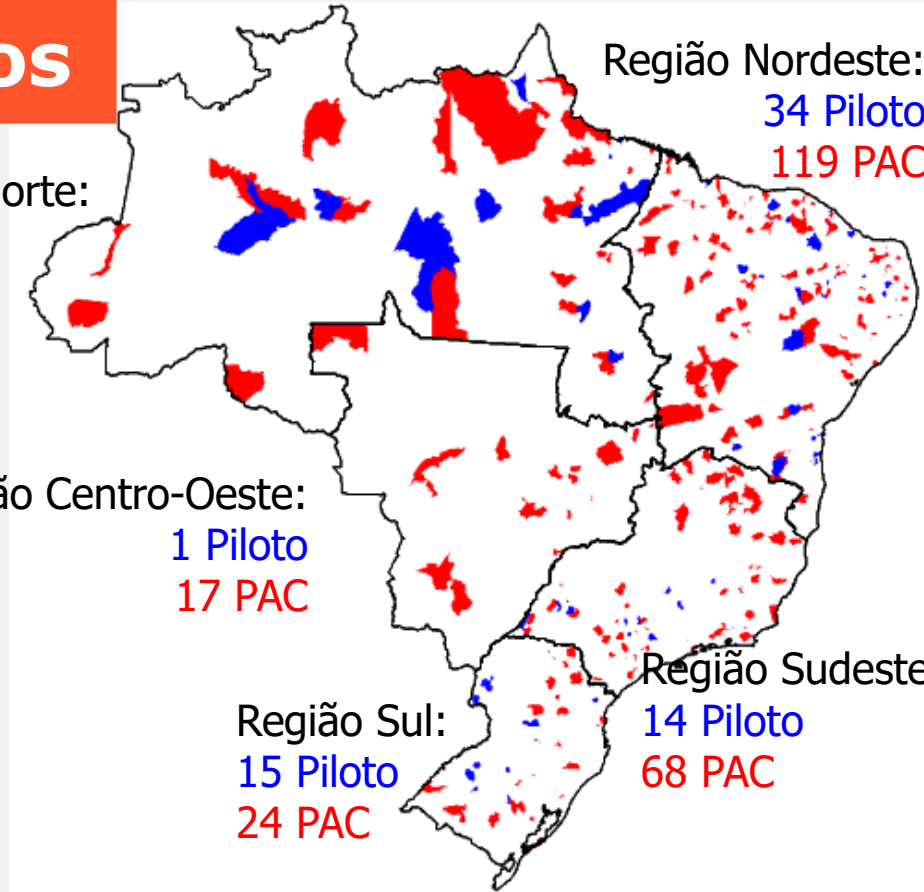 os
Região Nordeste:
34 Piloto
119 PAC
orte:
ão Centro-Oeste:
1 Piloto
17 PAC
Região Sul:
15 Piloto
24 PAC
Região Sudeste
14 Piloto
68 PAC